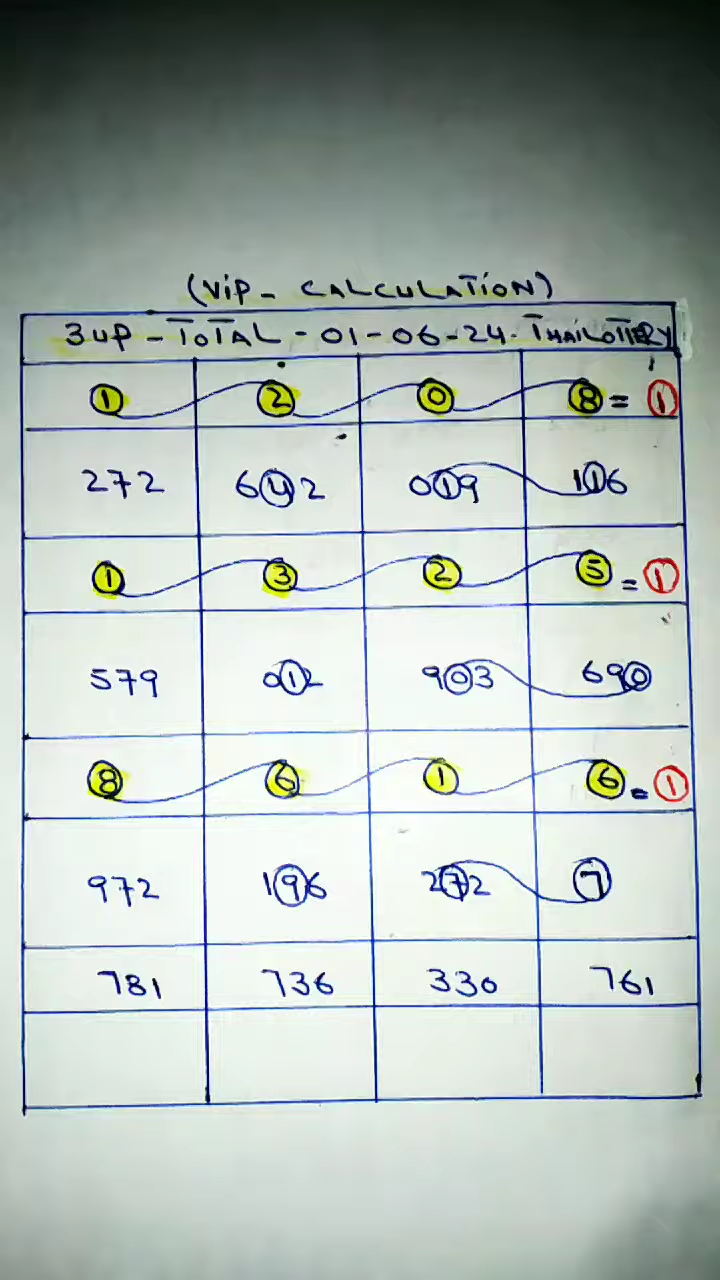 (ViP - CALCULATION)
3UP - TOTAL - 01-06-24. THAILOTTERY
1 2 0 8 = 1
272 642 019 116
1 3 2 5 = 1
579 012 903 690
8 6 1 6 = 1
972 196 272 7
781 736 330 761